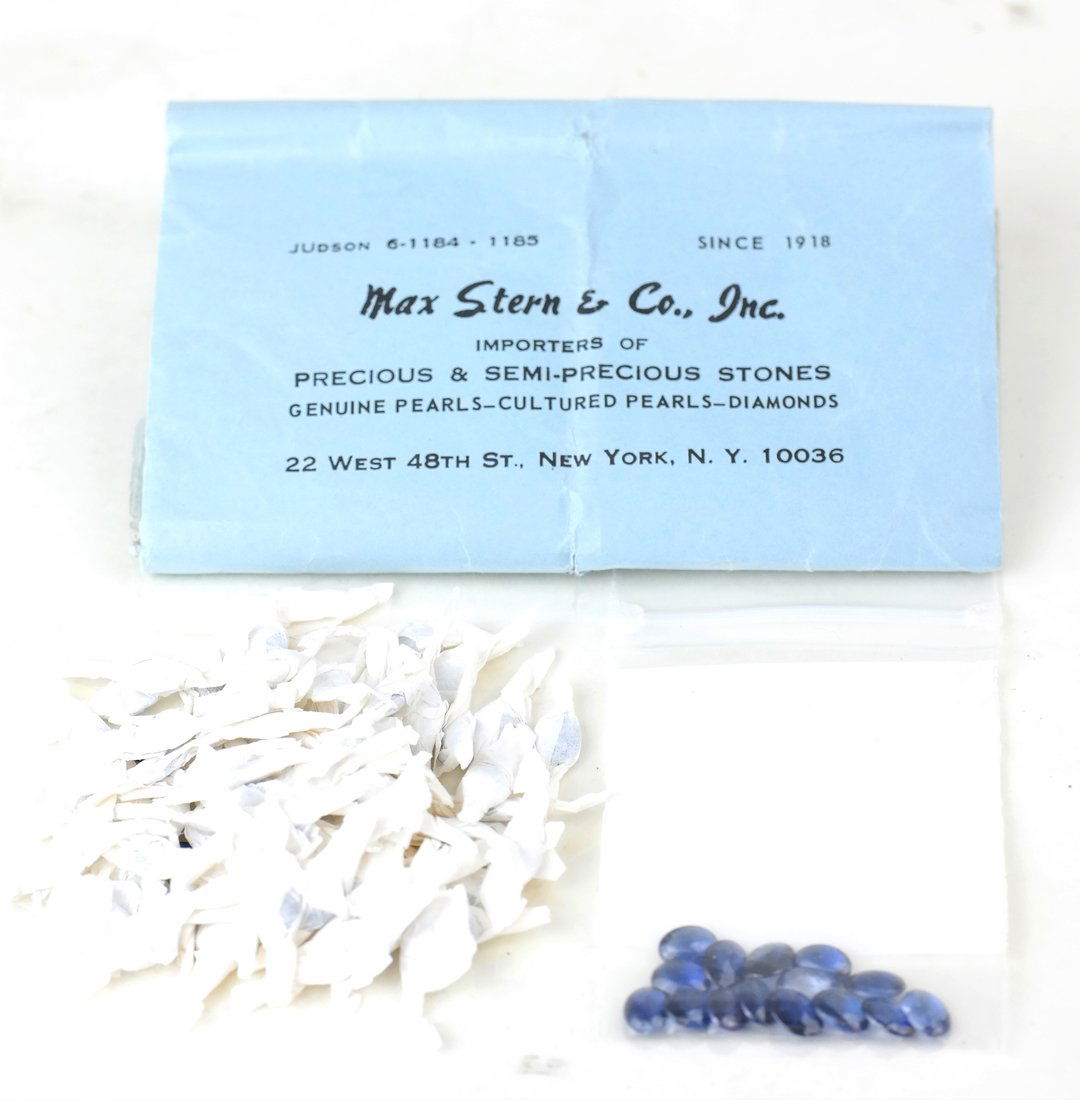 JUDSON 6-1184 - 1185 SINCE 1918
Max Stern & Co., Inc.
IMPORTERS OF
PRECIOUS & SEMI-PRECIOUS STONES
GENUINE PEARLS—CULTURED PEARLS—DIAMONDS
22 WEST 48TH ST., NEW YORK, N. Y. 10036